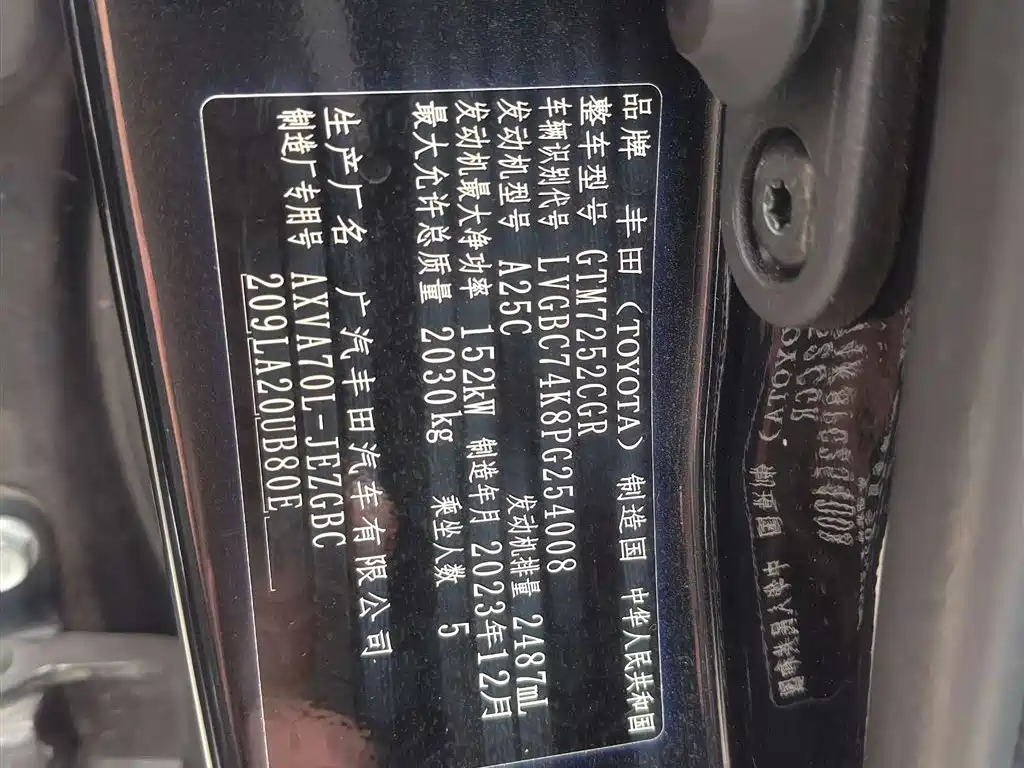 品牌 丰田 (TOYOTA) 制造国 中华人民共和国
整车型号 GTM7252CGR
车辆识别代号 LVGBC74K8PG254008
发动机型号 A25C 发动机排量 2487mL
发动机最大净功率 152kW 制造年月 2023年12月
最大允许总质量 2030kg 乘坐人数 5
生产厂名 广汽丰田汽车有限公司
制造厂专用号 AXVA70L-JEZGBC
209LA20UB80E